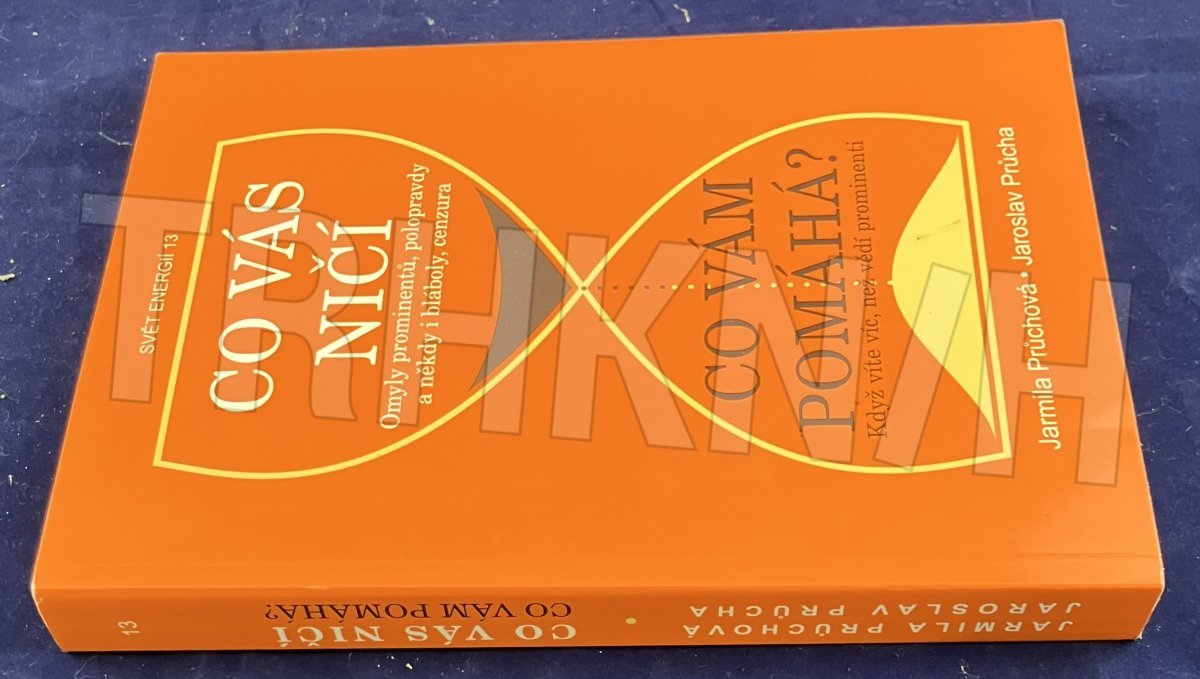 SVĚT ENERGIÍ 13
CO VÁS
NIČÍ
Omyly prominentů, polopravdy
a někdy i bláboly, cenzura
CO VÁM
POMÁHÁ?
Když víte víc, než vědí prominenti
Jarmila Průchová • Jaroslav Průcha
JARMILA PRŮCHOVÁ
JAROSLAV PRŮCHA
•
CO VÁS NIČÍ
CO VÁM POMÁHÁ?
13
TRHKNIH